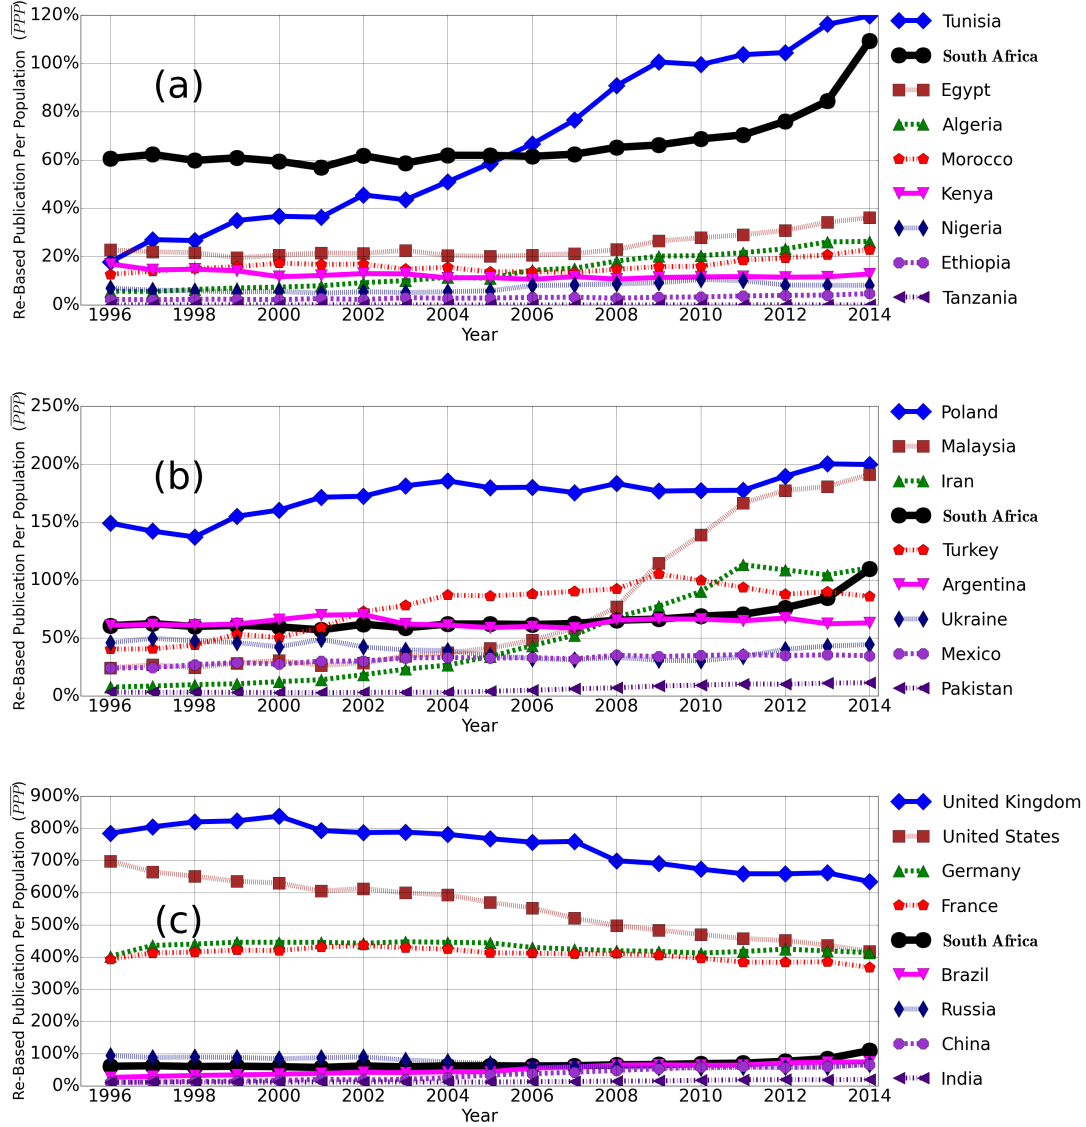 Re-Based Publication Per Population (PPP)
120%
100%
80%
60%
40%
20%
0%
(a)
1996 1998 2000 2002 2004 2006 2008 2010 2012 2014
Year
Tunisia
South Africa
Egypt
Algeria
Morocco
Kenya
Nigeria
Ethiopia
Tanzania
Re-Based Publication Per Population (PPP)
250%
200%
150%
100%
50%
0%
(b)
1996 1998 2000 2002 2004 2006 2008 2010 2012 2014
Year
Poland
Malaysia
Iran
South Africa
Turkey
Argentina
Ukraine
Mexico
Pakistan
Re-Based Publication Per Population (PPP)
900%
800%
700%
600%
500%
400%
300%
200%
100%
0%
(c)
1996 1998 2000 2002 2004 2006 2008 2010 2012 2014
Year
United Kingdom
United States
Germany
France
South Africa
Brazil
Russia
China
India